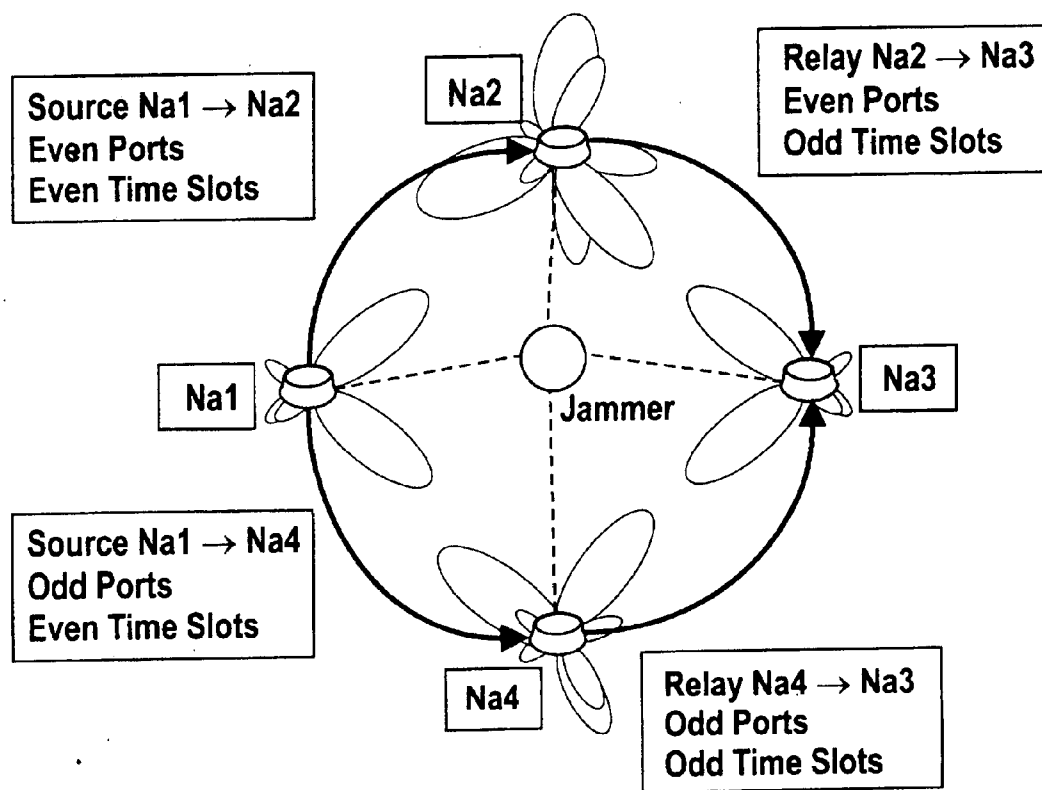 Source Na1 → Na2
Even Ports
Even Time Slots
Na2
Relay Na2 → Na3
Even Ports
Odd Time Slots
Na1
Jammer
Na3
Source Na1 → Na4
Odd Ports
Even Time Slots
Na4
Relay Na4 → Na3
Odd Ports
Odd Time Slots